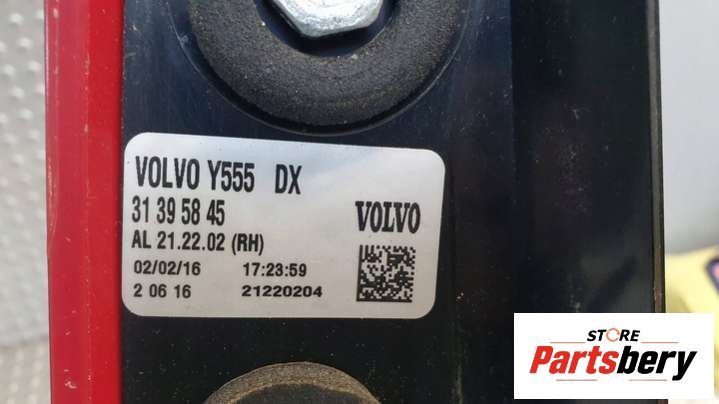 VOLVO Y555 DX
31 39 58 45
VOLVO
AL 21.22.02 (RH)
02/02/16 17:23:59
2 06 16 21220204
STORE
Partsbery